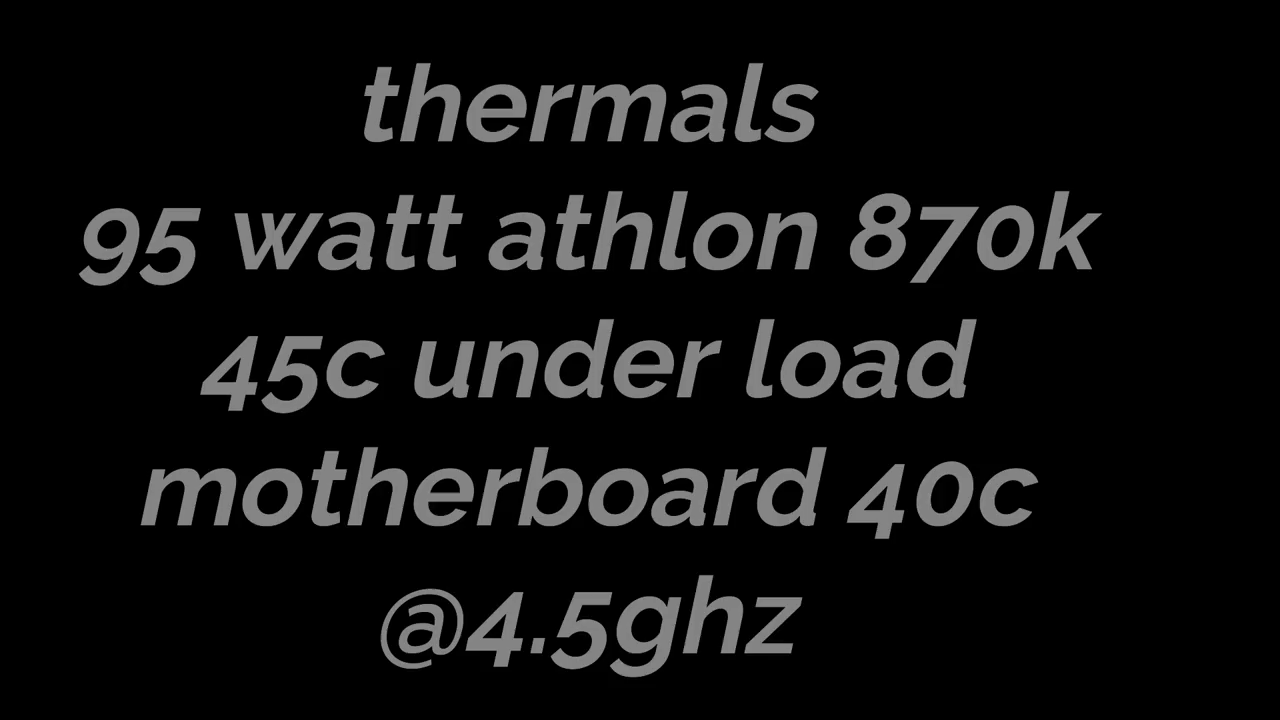 thermals
95 watt athlon 870k
45c under load
motherboard 40c
@4.5ghz